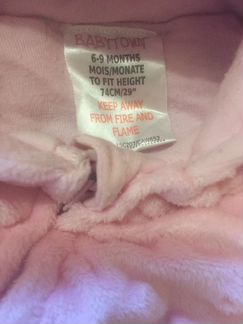 BABYTOWN
6-9 MONTHS
MOIS/MONATE
TO FIT HEIGHT
74CM/29"
KEEP AWAY
FROM FIRE AND
FLAME